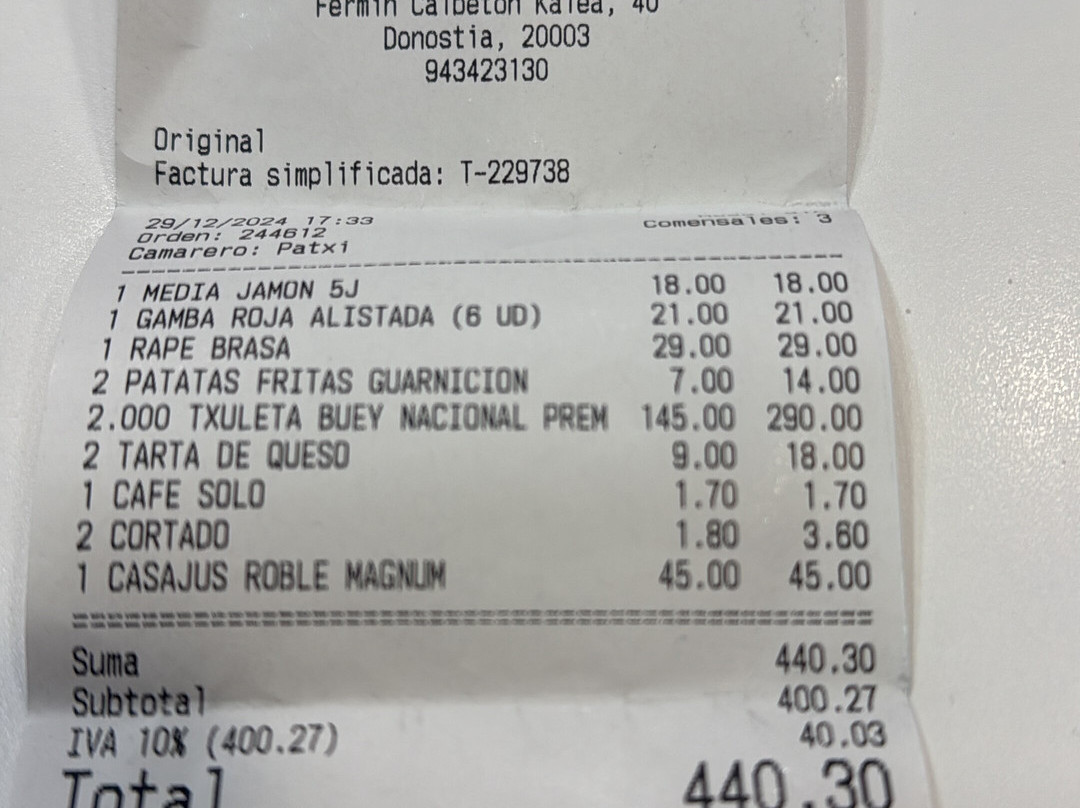 Fermin Calbeton Kalea, 40
Donostia, 20003
943423130
Original
Factura simplificada: T-229738
29/12/2024 17:33
Comensales: 3
Orden: 244612
Camarero: Patxi
1 MEDIA JAMON 5J 18.00 18.00
1 GAMBA ROJA ALISTADA (6 UD) 21.00 21.00
1 RAPE BRASA 29.00 29.00
2 PATATAS FRITAS GUARNICION 7.00 14.00
2.000 TXULETA BUEY NACIONAL PREM 145.00 290.00
2 TARTA DE QUESO 9.00 18.00
1 CAFE SOLO 1.70 1.70
2 CORTADO 1.80 3.60
1 CASAJUS ROBLE MAGNUM 45.00 45.00
Suma 440.30
Subtotal 400.27
IVA 10% (400.27) 40.03
Total 440.30